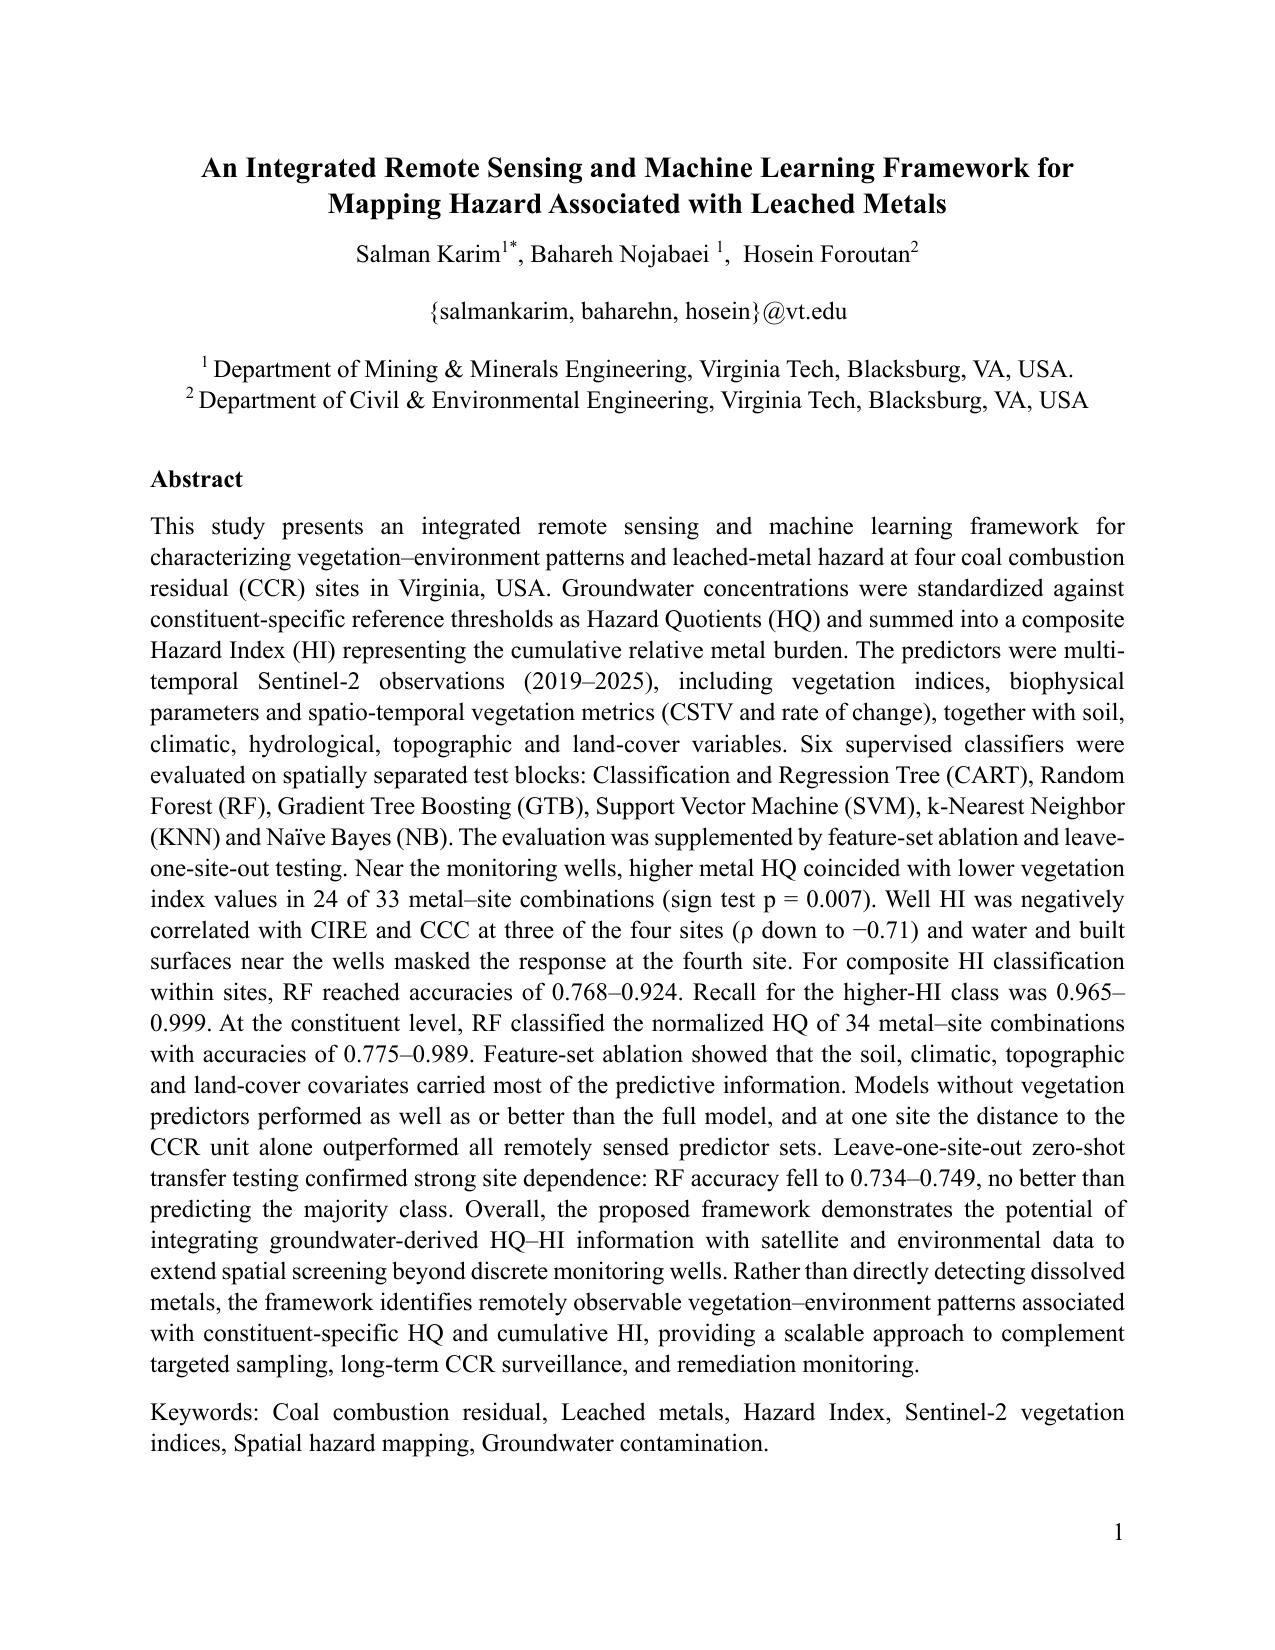 An Integrated Remote Sensing and Machine Learning Framework for
Mapping Hazard Associated with Leached Metals
Salman Karim1*, Bahareh Nojabaei 1, Hosein Foroutan2
{salmankarim, baharehn, hosein}@vt.edu
1 Department of Mining & Minerals Engineering, Virginia Tech, Blacksburg, VA, USA.
2 Department of Civil & Environmental Engineering, Virginia Tech, Blacksburg, VA, USA
Abstract
This study presents an integrated remote sensing and machine learning framework for
characterizing vegetation–environment patterns and leached-metal hazard at four coal combustion
residual (CCR) sites in Virginia, USA. Groundwater concentrations were standardized against
constituent-specific reference thresholds as Hazard Quotients (HQ) and summed into a composite
Hazard Index (HI) representing the cumulative relative metal burden. The predictors were multi-
temporal Sentinel-2 observations (2019–2025), including vegetation indices, biophysical
parameters and spatio-temporal vegetation metrics (CSTV and rate of change), together with soil,
climatic, hydrological, topographic and land-cover variables. Six supervised classifiers were
evaluated on spatially separated test blocks: Classification and Regression Tree (CART), Random
Forest (RF), Gradient Tree Boosting (GTB), Support Vector Machine (SVM), k-Nearest Neighbor
(KNN) and Naïve Bayes (NB). The evaluation was supplemented by feature-set ablation and leave-
one-site-out testing. Near the monitoring wells, higher metal HQ coincided with lower vegetation
index values in 24 of 33 metal–site combinations (sign test p = 0.007). Well HI was negatively
correlated with CIRE and CCC at three of the four sites (ρ down to −0.71) and water and built
surfaces near the wells masked the response at the fourth site. For composite HI classification
within sites, RF reached accuracies of 0.768–0.924. Recall for the higher-HI class was 0.965–
0.999. At the constituent level, RF classified the normalized HQ of 34 metal–site combinations
with accuracies of 0.775–0.989. Feature-set ablation showed that the soil, climatic, topographic
and land-cover covariates carried most of the predictive information. Models without vegetation
predictors performed as well as or better than the full model, and at one site the distance to the
CCR unit alone outperformed all remotely sensed predictor sets. Leave-one-site-out zero-shot
transfer testing confirmed strong site dependence: RF accuracy fell to 0.734–0.749, no better than
predicting the majority class. Overall, the proposed framework demonstrates the potential of
integrating groundwater-derived HQ–HI information with satellite and environmental data to
extend spatial screening beyond discrete monitoring wells. Rather than directly detecting dissolved
metals, the framework identifies remotely observable vegetation–environment patterns associated
with constituent-specific HQ and cumulative HI, providing a scalable approach to complement
targeted sampling, long-term CCR surveillance, and remediation monitoring.
Keywords: Coal combustion residual, Leached metals, Hazard Index, Sentinel-2 vegetation
indices, Spatial hazard mapping, Groundwater contamination.
1